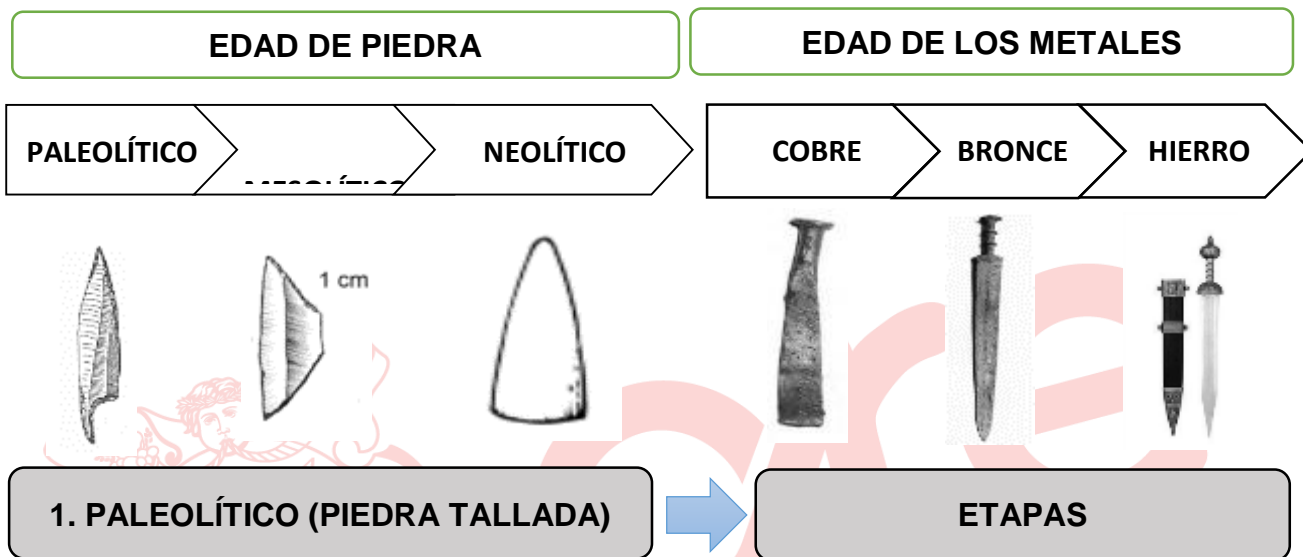 EDAD DE PIEDRA
EDAD DE LOS METALES
PALEOLÍTICO
MESOLÍTICO
NEOLÍTICO
COBRE
BRONCE
HIERRO
1 cm
1. PALEOLÍTICO (PIEDRA TALLADA)
ETAPAS